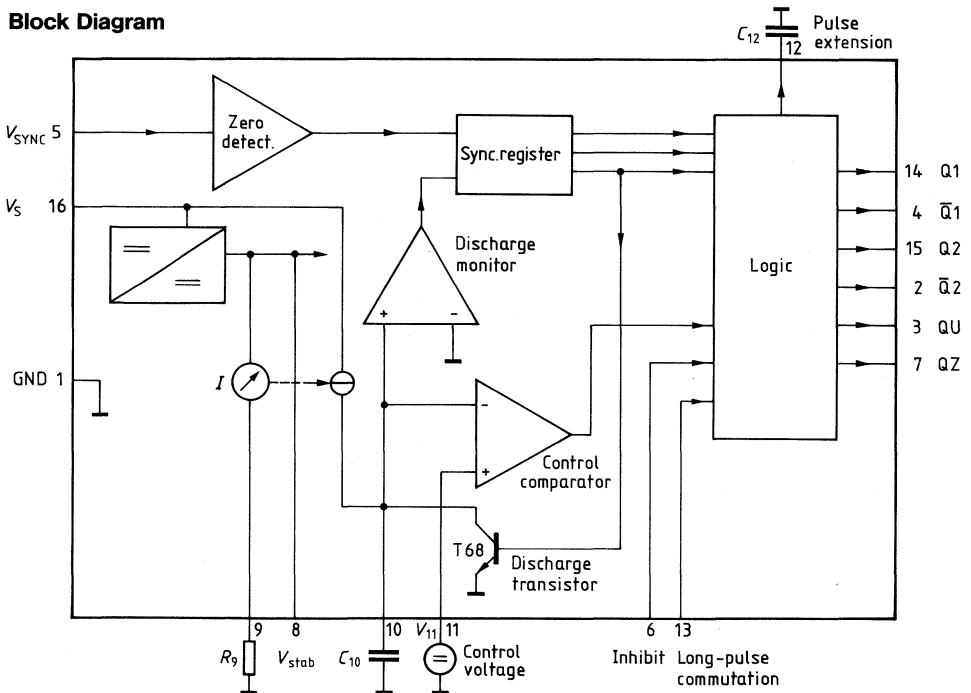 Block Diagram
C12
12
Pulse
extension
VSYNC 5
Zero
detect.
Sync.register
VS 16
14 Q1
4 Q̅1
15 Q2
2 Q̅2
3 QU
7 QZ
Logic
Discharge
monitor
+ -
GND 1
I
-
+
Control
comparator
T68
Discharge
transistor
9 8 10 V11 11 6 13
R9 Vstab C10
=
Control
voltage
Inhibit
Long-pulse
commutation